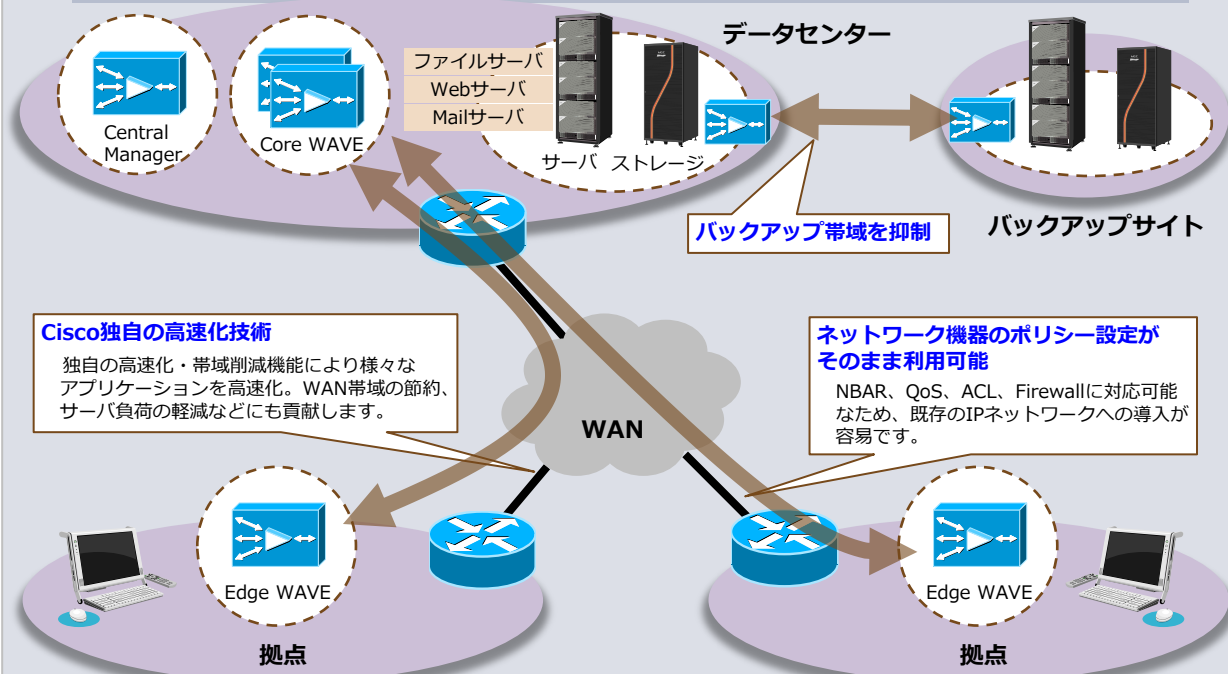 データセンター
ファイルサーバ
Webサーバ
Mailサーバ
Central
Manager
Core WAVE
サーバ ストレージ
バックアップ帯域を抑制
バックアップサイト
Cisco独自の高速化技術
独自の高速化・帯域削減機能により様々な
アプリケーションを高速化。WAN帯域の節約、
サーバ負荷の軽減などにも貢献します。
ネットワーク機器のポリシー設定が
そのまま利用可能
NBAR、QoS、ACL、Firewallに対応可能
なため、既存のIPネットワークへの導入が
容易です。
WAN
Edge WAVE
Edge WAVE
拠点
拠点